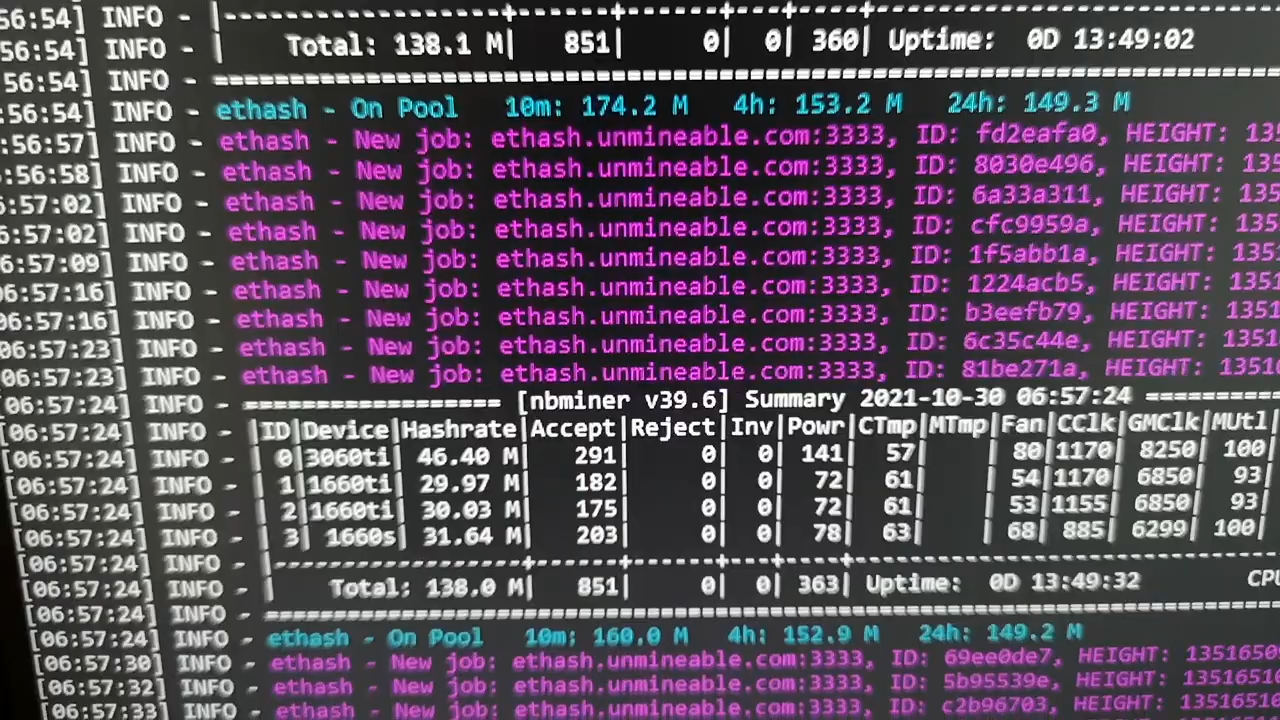 56:54] INFO - |------------------+-------+-------+---+----+------
56:54] INFO - | Total: 138.1 M| 851| 0| 0| 360| Uptime: 0D 13:49:02
56:54] INFO - ==================================================
:56:54] INFO - ethash - On Pool 10m: 174.2 M 4h: 153.2 M 24h: 149.3 M
:56:57] INFO - ethash - New job: ethash.unmineable.com:3333, ID: fd2eafa0, HEIGHT: 135
:56:58] INFO - ethash - New job: ethash.unmineable.com:3333, ID: 8030e496, HEIGHT: 135
6:57:02] INFO - ethash - New job: ethash.unmineable.com:3333, ID: 6a33a311, HEIGHT: 135
6:57:02] INFO - ethash - New job: ethash.unmineable.com:3333, ID: cfc9959a, HEIGHT: 135
6:57:09] INFO - ethash - New job: ethash.unmineable.com:3333, ID: 1f5abb1a, HEIGHT: 1351
06:57:16] INFO - ethash - New job: ethash.unmineable.com:3333, ID: 1224acb5, HEIGHT: 1351
06:57:16] INFO - ethash - New job: ethash.unmineable.com:3333, ID: b3eefb79, HEIGHT: 1351
06:57:23] INFO - ethash - New job: ethash.unmineable.com:3333, ID: 6c35c44e, HEIGHT: 1351
[06:57:23] INFO - ethash - New job: ethash.unmineable.com:3333, ID: 81be271a, HEIGHT: 13516
[06:57:24] INFO - ==================== [nbminer v39.6] Summary 2021-10-30 06:57:24 ==========
[06:57:24] INFO - |ID|Device|Hashrate|Accept|Reject|Inv|Powr|CTmp|MTmp|Fan|CClk|GMClk|MUtl|
[06:57:24] INFO - | 0|3060ti| 46.40 M| 291| 0| 0| 141| 57| | 80|1170| 8250| 100|
[06:57:24] INFO - | 1|1660ti| 29.97 M| 182| 0| 0| 72| 61| | 54|1170| 6850| 93|
[06:57:24] INFO - | 2|1660ti| 30.03 M| 175| 0| 0| 72| 61| | 53|1155| 6850| 93|
[06:57:24] INFO - | 3| 1660s| 31.64 M| 203| 0| 0| 78| 63| | 68| 885| 6299| 100|
[06:57:24] INFO - |------------------+-------+-------+---+----+------
[06:57:24] INFO - | Total: 138.0 M| 851| 0| 0| 363| Uptime: 0D 13:49:32 CPU
[06:57:24] INFO - ==================================================
[06:57:24] INFO - ethash - On Pool 10m: 160.0 M 4h: 152.9 M 24h: 149.2 M
[06:57:30] INFO - ethash - New job: ethash.unmineable.com:3333, ID: 69ee0de7, HEIGHT: 13516509
[06:57:32] INFO - ethash - New job: ethash.unmineable.com:3333, ID: 5b95539e, HEIGHT: 13516510
[06:57:33] INFO - ethash - New job: ethash.unmineable.com:3333, ID: c2b96703, HEIGHT: 13516510